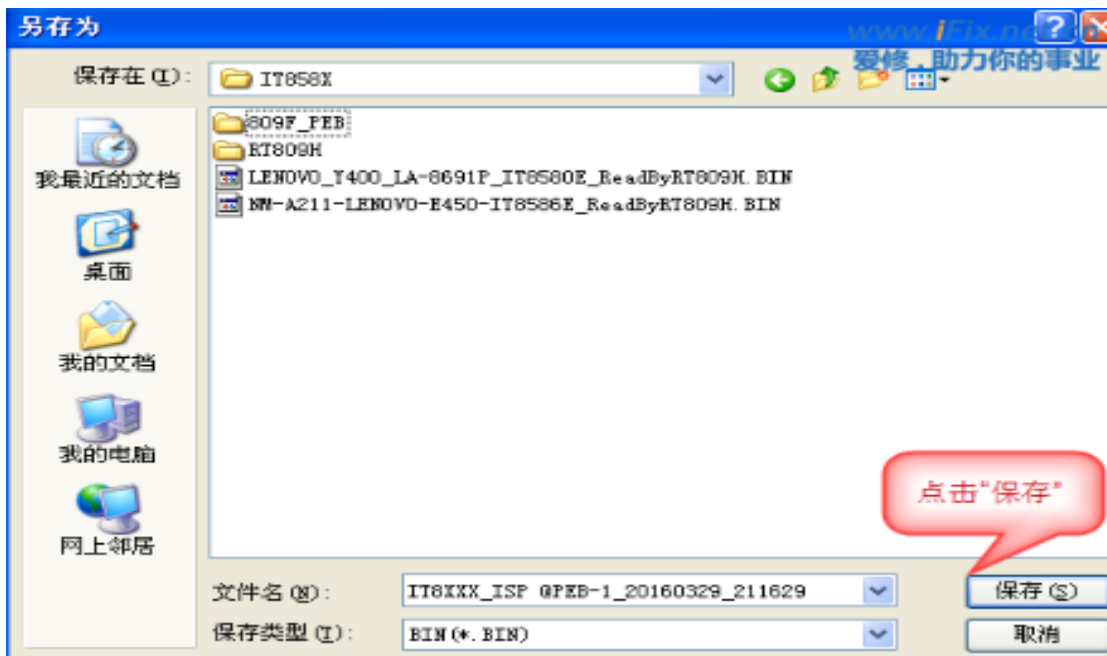 另存为
www.iFix.net.cn
爱修，助力你的事业
保存在(I):
IT858X
809F_PEB
RT809H
LENOVO_Y400_LA-8691P_IT8580E_ReadByRT809H.BIN
NM-A211-LENOVO-E450-IT8586E_ReadByRT809H.BIN
我最近的文档
桌面
我的文档
我的电脑
网上邻居
点击“保存”
文件名(N):
IT8XXX_ISP @PEB-1_20160329_211629
保存(S)
保存类型(T):
BIN(*.BIN)
取消